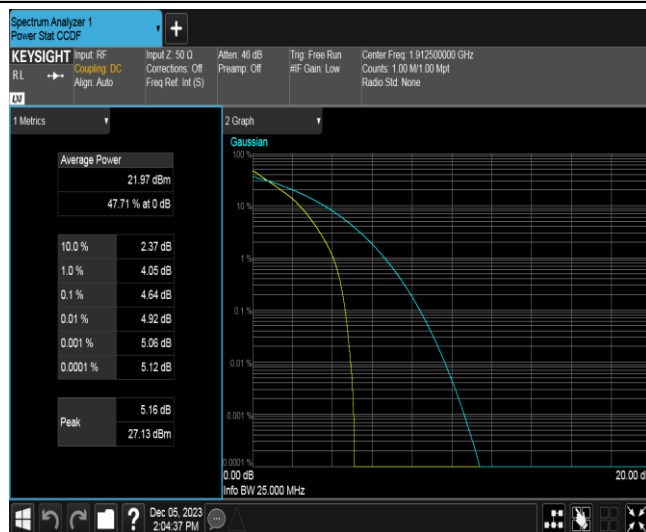 Spectrum Analyzer 1
Power Stat CCDF
+
KEYSIGHT
RL
LXI
Input: RF
Coupling: DC
Align: Auto
Input Z: 50 Ω
Corrections: Off
Freq Ref: Int (S)
Atten: 46 dB
Preamp: Off
Trig: Free Run
#IF Gain: Low
Center Freq: 1.912500000 GHz
Counts: 1.00 M/1.00 Mpt
Radio Std: None
1 Metrics
Average Power
21.97 dBm
47.71 % at 0 dB
10.0 % 2.37 dB
1.0 % 4.05 dB
0.1 % 4.64 dB
0.01 % 4.92 dB
0.001 % 5.06 dB
0.0001 % 5.12 dB
Peak
5.16 dB
27.13 dBm
2 Graph
Gaussian
100 %
10 %
1 %
0.1 %
0.01 %
0.001 %
0.0001 %
0.00 dB 20.00 d
Info BW 25.000 MHz
?
Dec 05, 2023
2:04:37 PM